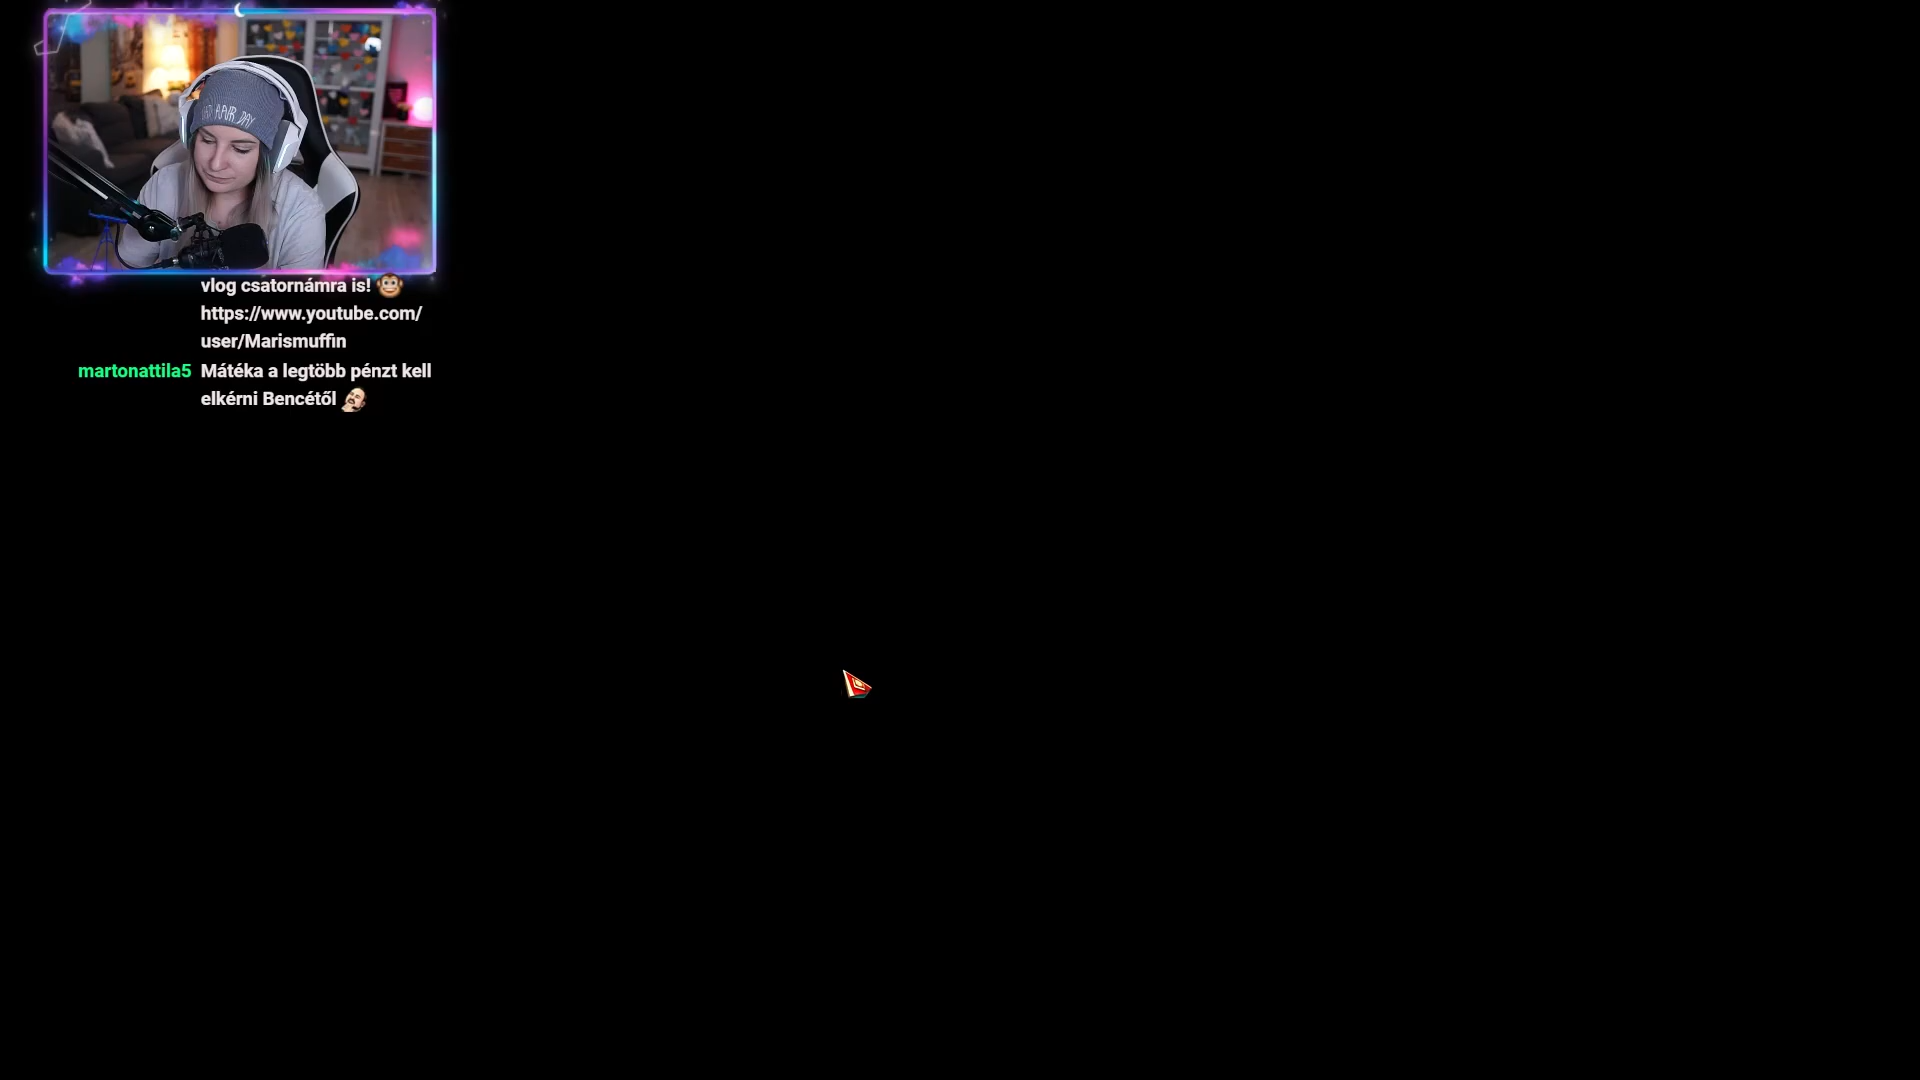 vlog csatornámra is!
https://www.youtube.com/
user/Marismuffin
martonattila5 Mátéka a legtöbb pénzt kell
elkérni Bencétől